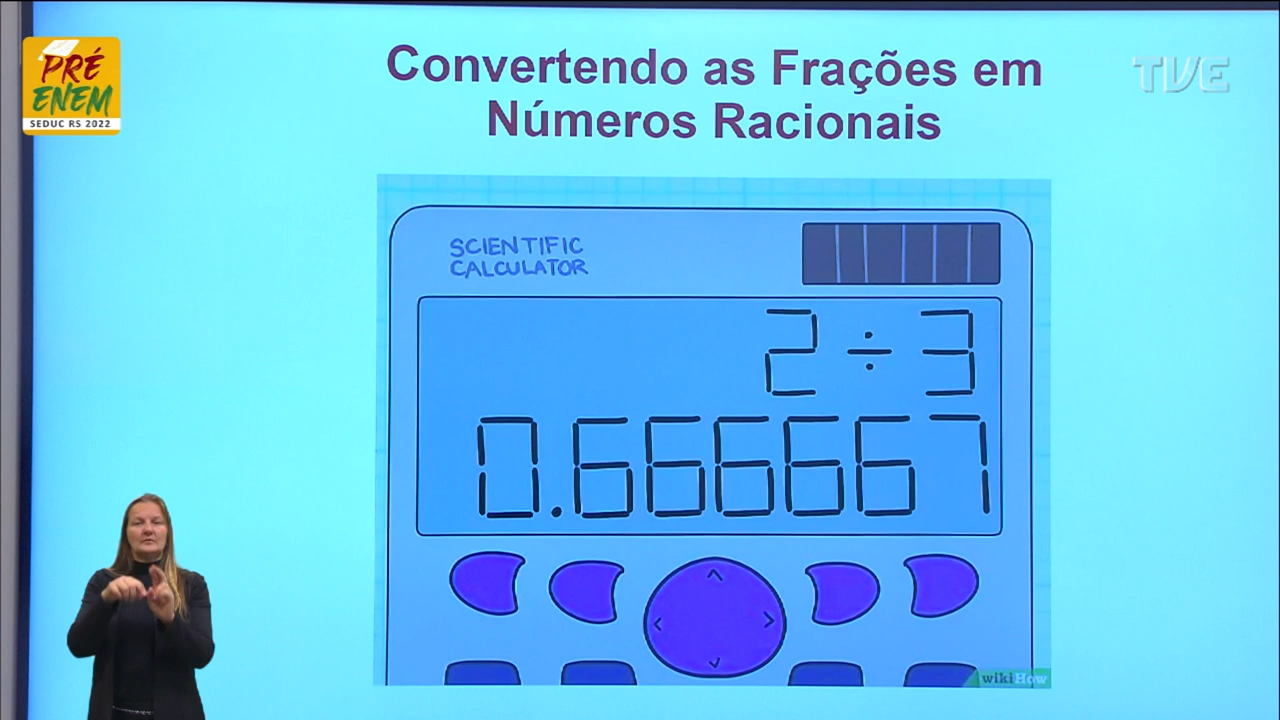 PRÉ
ENEM
SEDUC RS 2022
Convertendo as Frações em
Números Racionais
TVE
SCIENTIFIC
CALCULATOR
2 ÷ 3
0.666667
wikiHow